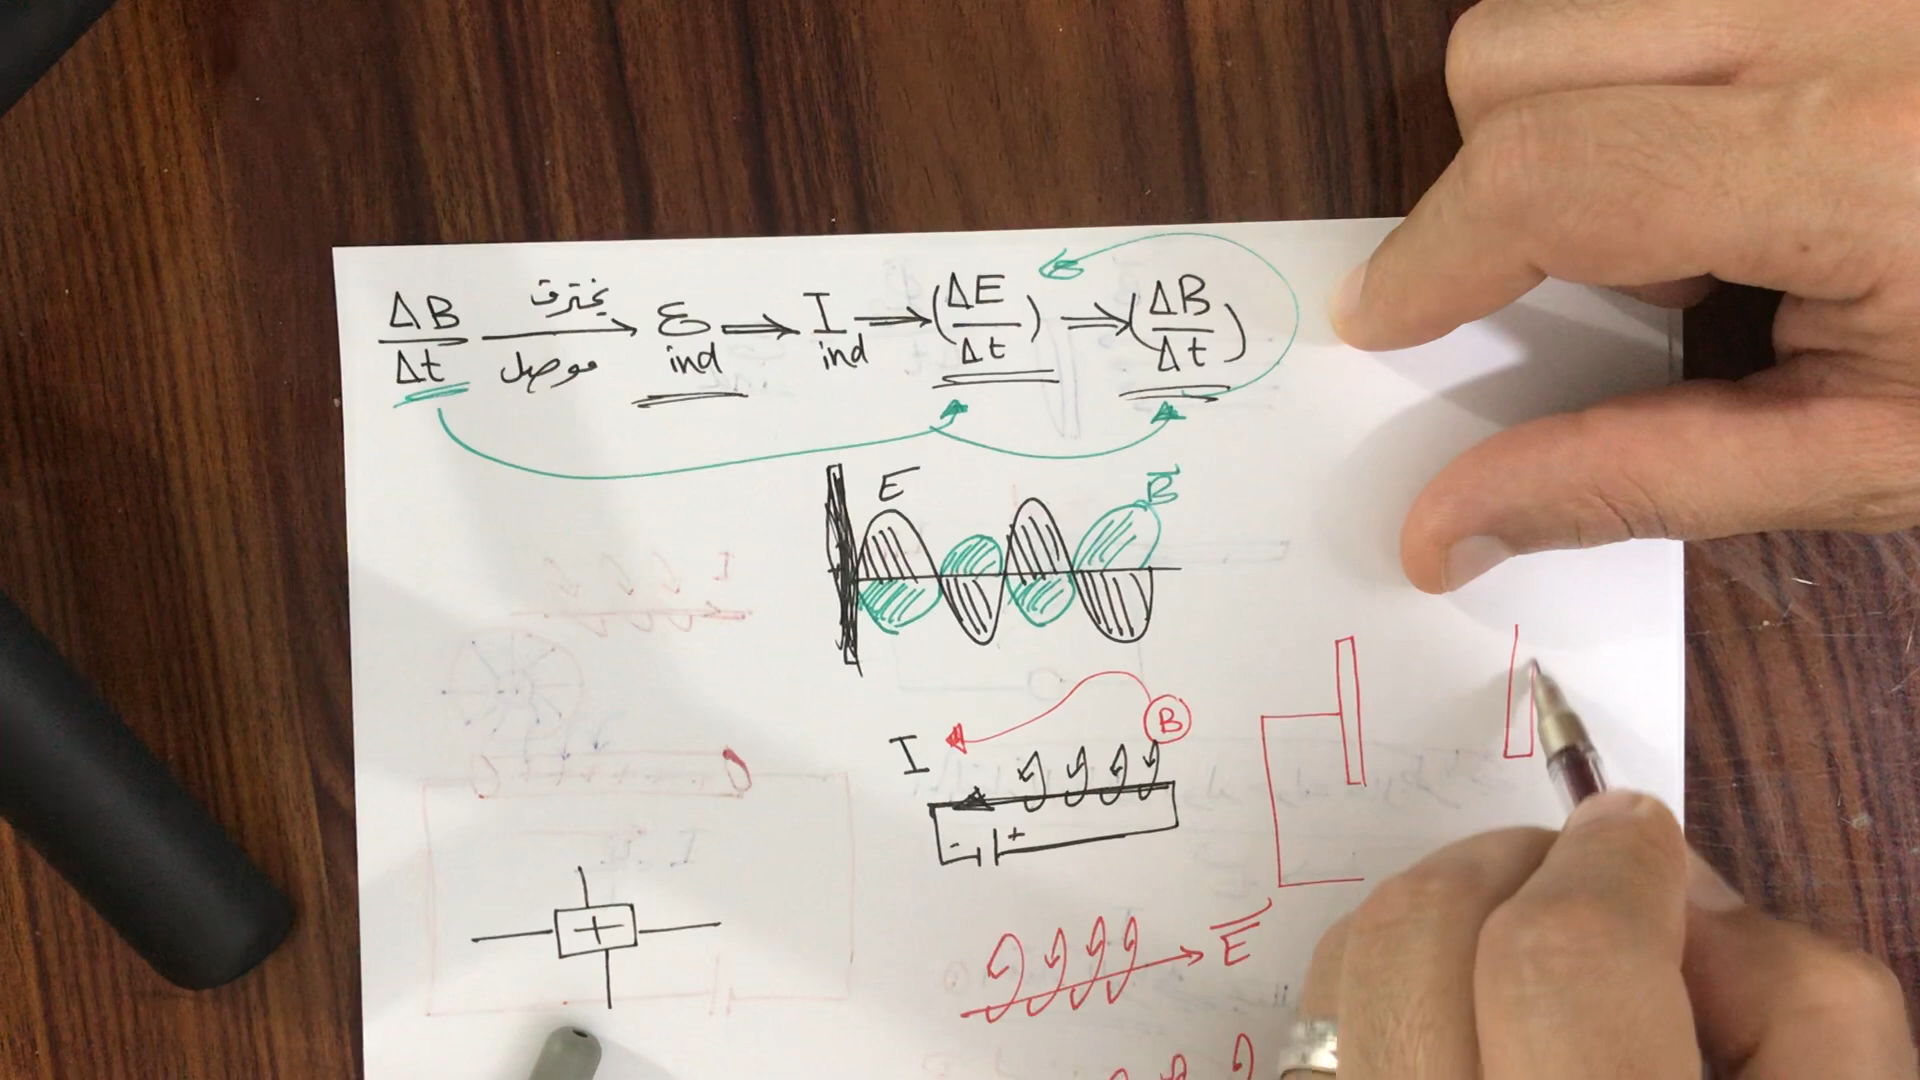 ΔB/Δt يخترق موصل → Ɛ ind ⇒ I ind → (ΔE/Δt) ⇒ (ΔB/Δt)
E B
B
I
- +
+
E